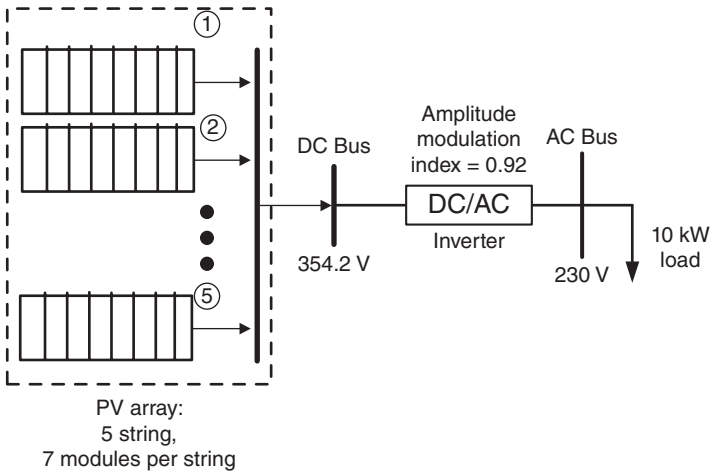 1
2
5
DC Bus
354.2 V
Amplitude
modulation
index = 0.92
DC/AC
Inverter
AC Bus
230 V
10 kW
load
PV array:
5 string,
7 modules per string